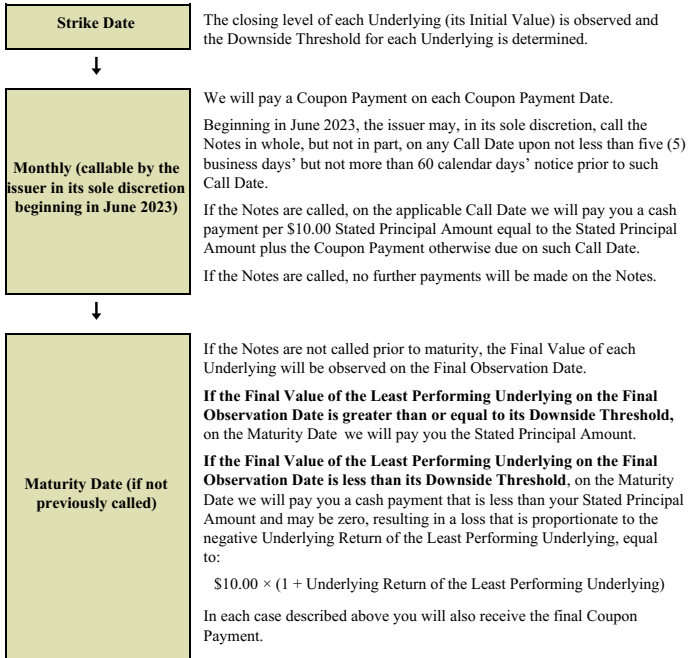 Strike Date
The closing level of each Underlying (its Initial Value) is observed and
the Downside Threshold for each Underlying is determined.
Monthly (callable by the
issuer in its sole discretion
beginning in June 2023)
We will pay a Coupon Payment on each Coupon Payment Date.
Beginning in June 2023, the issuer may, in its sole discretion, call the
Notes in whole, but not in part, on any Call Date upon not less than five (5)
business days’ but not more than 60 calendar days’ notice prior to such
Call Date.
If the Notes are called, on the applicable Call Date we will pay you a cash
payment per $10.00 Stated Principal Amount equal to the Stated Principal
Amount plus the Coupon Payment otherwise due on such Call Date.
If the Notes are called, no further payments will be made on the Notes.
Maturity Date (if not
previously called)
If the Notes are not called prior to maturity, the Final Value of each
Underlying will be observed on the Final Observation Date.
If the Final Value of the Least Performing Underlying on the Final
Observation Date is greater than or equal to its Downside Threshold,
on the Maturity Date we will pay you the Stated Principal Amount.
If the Final Value of the Least Performing Underlying on the Final
Observation Date is less than its Downside Threshold, on the Maturity
Date we will pay you a cash payment that is less than your Stated Principal
Amount and may be zero, resulting in a loss that is proportionate to the
negative Underlying Return of the Least Performing Underlying, equal
to:
$10.00 × (1 + Underlying Return of the Least Performing Underlying)
In each case described above you will also receive the final Coupon
Payment.